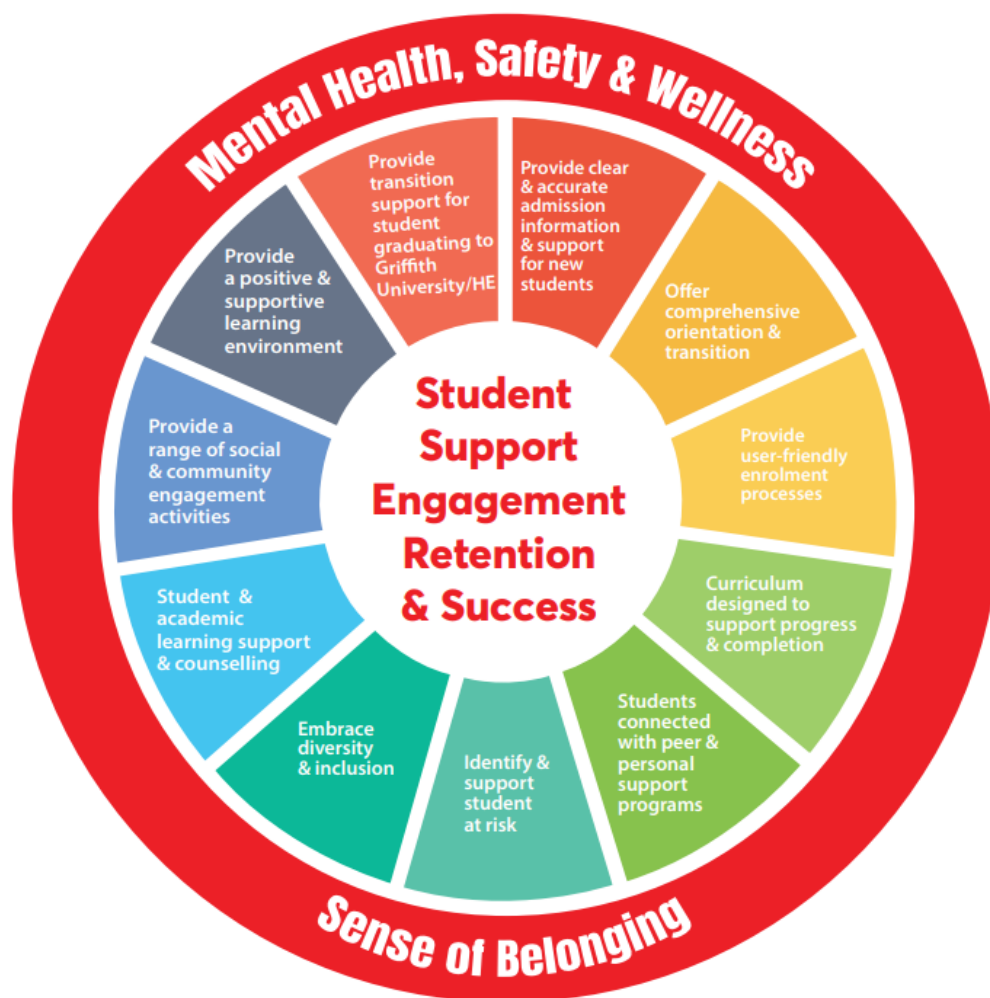 Mental Health, Safety & Wellness
Provide clear
& accurate
admission
information
& support
for new
students
Offer
comprehensive
orientation &
transition
Provide
user-friendly
enrolment
processes
Curriculum
designed to
support progress
& completion
Students
connected
with peer &
personal
support
programs
Identify &
support
student
at risk
Embrace
diversity
& inclusion
Student &
academic
learning support
& counselling
Provide a
range of social
& community
engagement
activities
Provide
a positive &
supportive
learning
environment
Provide
transition
support for
student
graduating to
Griffith
University/HE
Student
Support
Engagement
Retention
& Success
Sense of Belonging